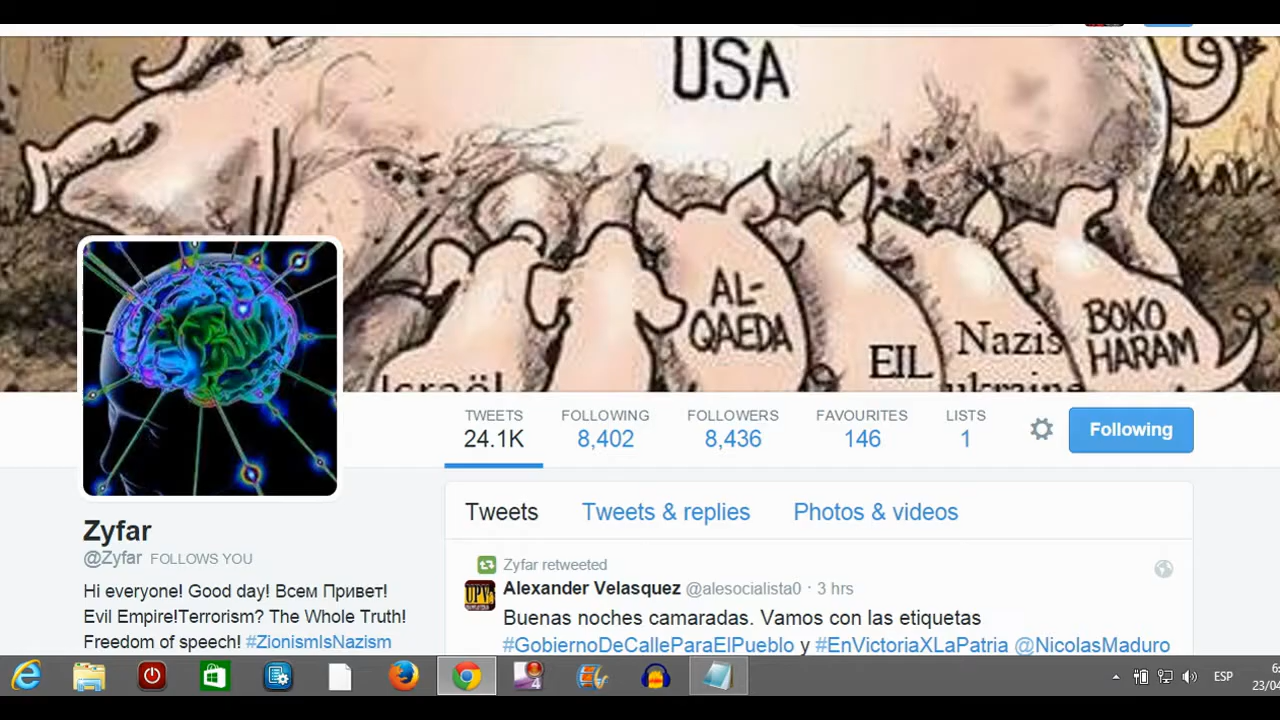 USA
AL-
QAEDA
EIL
Nazis
ukraine
BOKO
HARAM
Israël
TWEETS
24.1K
FOLLOWING
8,402
FOLLOWERS
8,436
FAVOURITES
146
LISTS
1
Following
Zyfar
@Zyfar FOLLOWS YOU
Hi everyone! Good day! Всем Привет!
Evil Empire!Terrorism? The Whole Truth!
Freedom of speech! #ZionismIsNazism
Tweets Tweets & replies Photos & videos
Zyfar retweeted
Alexander Velasquez @alesocialista0 · 3 hrs
Buenas noches camaradas. Vamos con las etiquetas
#GobiernoDeCalleParaElPueblo y #EnVictoriaXLaPatria @NicolasMaduro
ESP